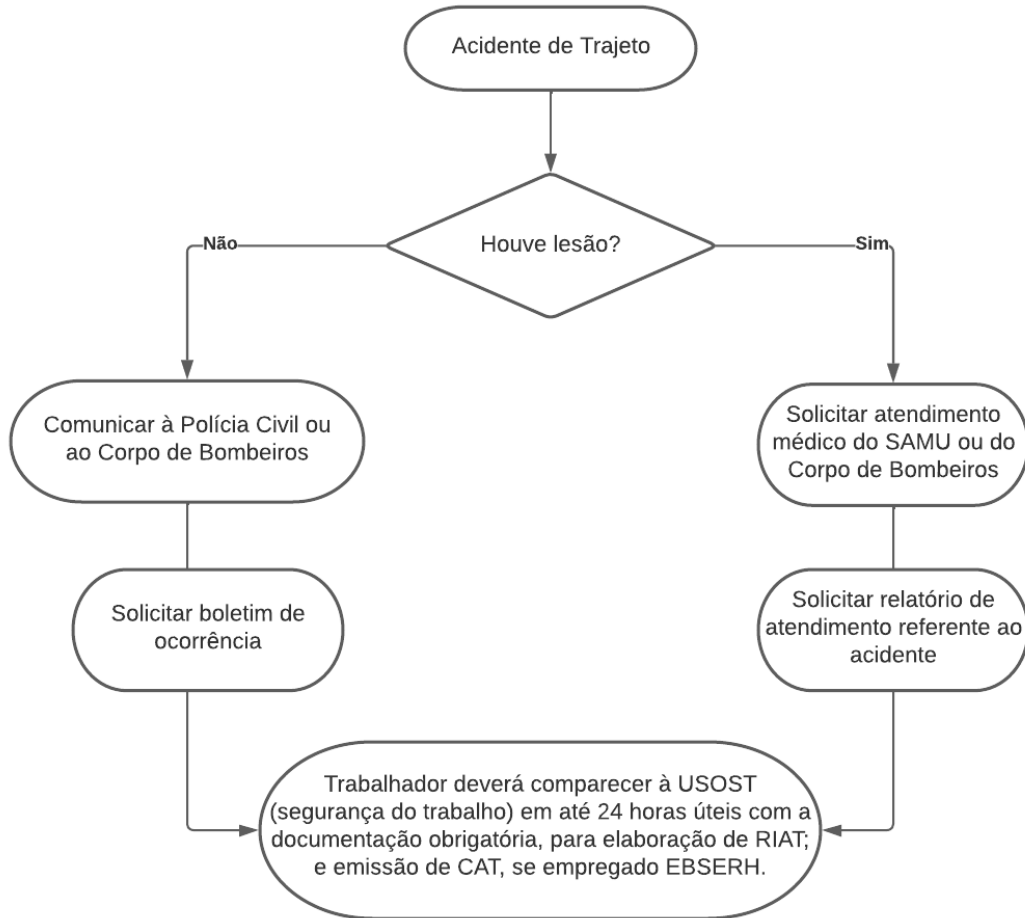 Acidente de Trajeto
Houve lesão?
Não
Sim
Comunicar à Polícia Civil ou
ao Corpo de Bombeiros
Solicitar atendimento
médico do SAMU ou do
Corpo de Bombeiros
Solicitar boletim de
ocorrência
Solicitar relatório de
atendimento referente ao
acidente
Trabalhador deverá comparecer à USOST
(segurança do trabalho) em até 24 horas úteis com a
documentação obrigatória, para elaboração de RIAT;
e emissão de CAT, se empregado EBSERH.